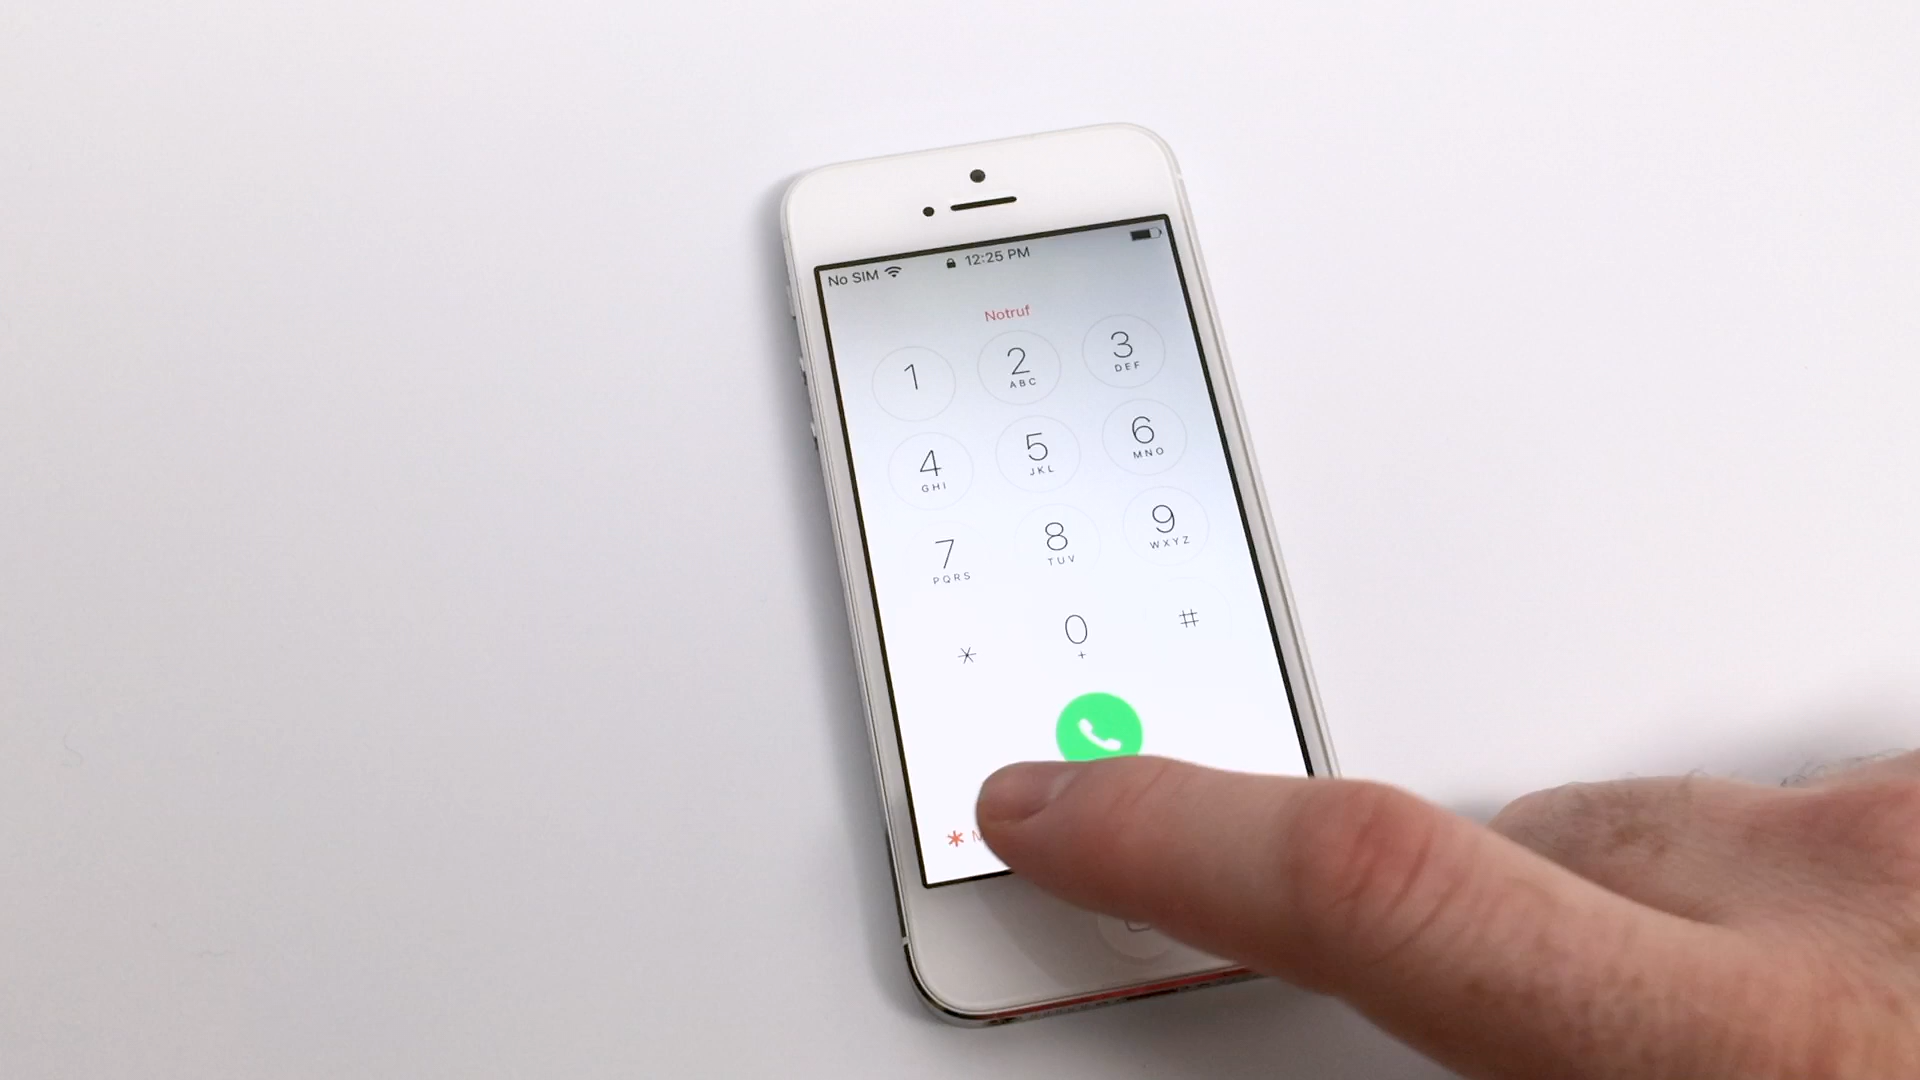 No SIM 12:25 PM
Notruf
1 2 3
ABC DEF
4 5 6
GHI JKL MNO
7 8 9
PQRS TUV WXYZ
* 0 #
+
*